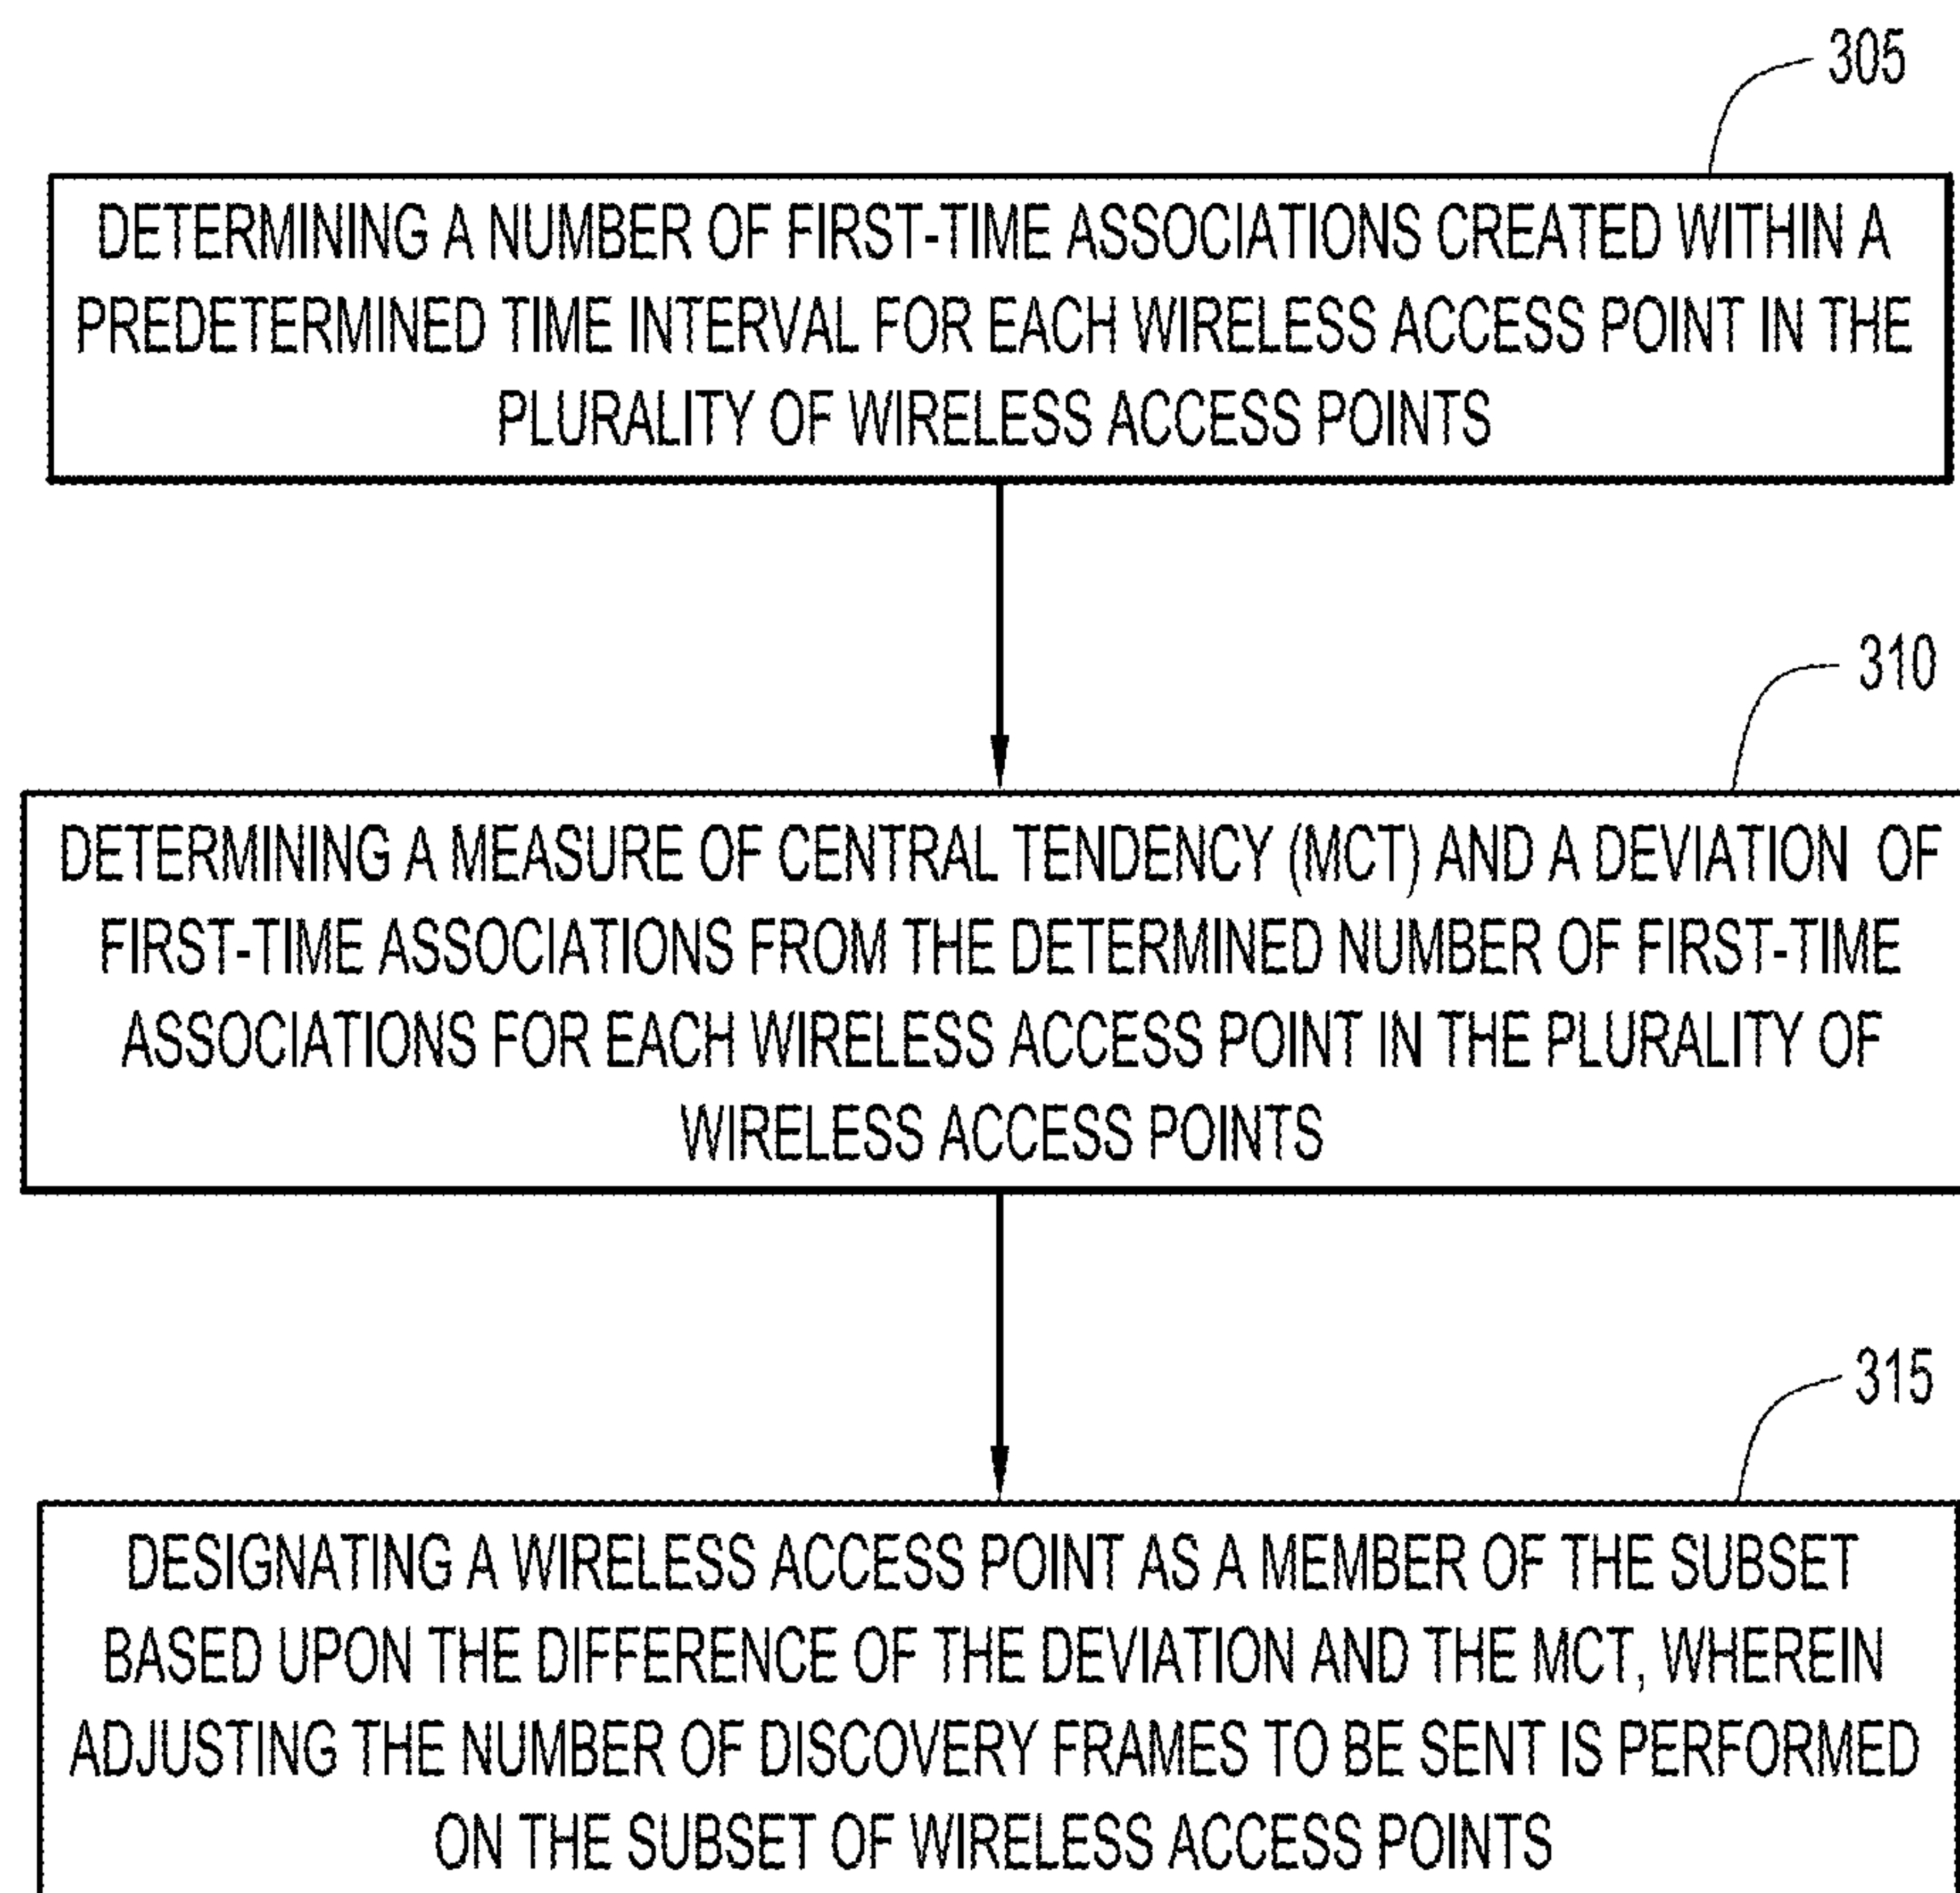 305
DETERMINING A NUMBER OF FIRST-TIME ASSOCIATIONS CREATED WITHIN A
PREDETERMINED TIME INTERVAL FOR EACH WIRELESS ACCESS POINT IN THE
PLURALITY OF WIRELESS ACCESS POINTS
310
DETERMINING A MEASURE OF CENTRAL TENDENCY (MCT) AND A DEVIATION OF
FIRST-TIME ASSOCIATIONS FROM THE DETERMINED NUMBER OF FIRST-TIME
ASSOCIATIONS FOR EACH WIRELESS ACCESS POINT IN THE PLURALITY OF
WIRELESS ACCESS POINTS
315
DESIGNATING A WIRELESS ACCESS POINT AS A MEMBER OF THE SUBSET
BASED UPON THE DIFFERENCE OF THE DEVIATION AND THE MCT, WHEREIN
ADJUSTING THE NUMBER OF DISCOVERY FRAMES TO BE SENT IS PERFORMED
ON THE SUBSET OF WIRELESS ACCESS POINTS